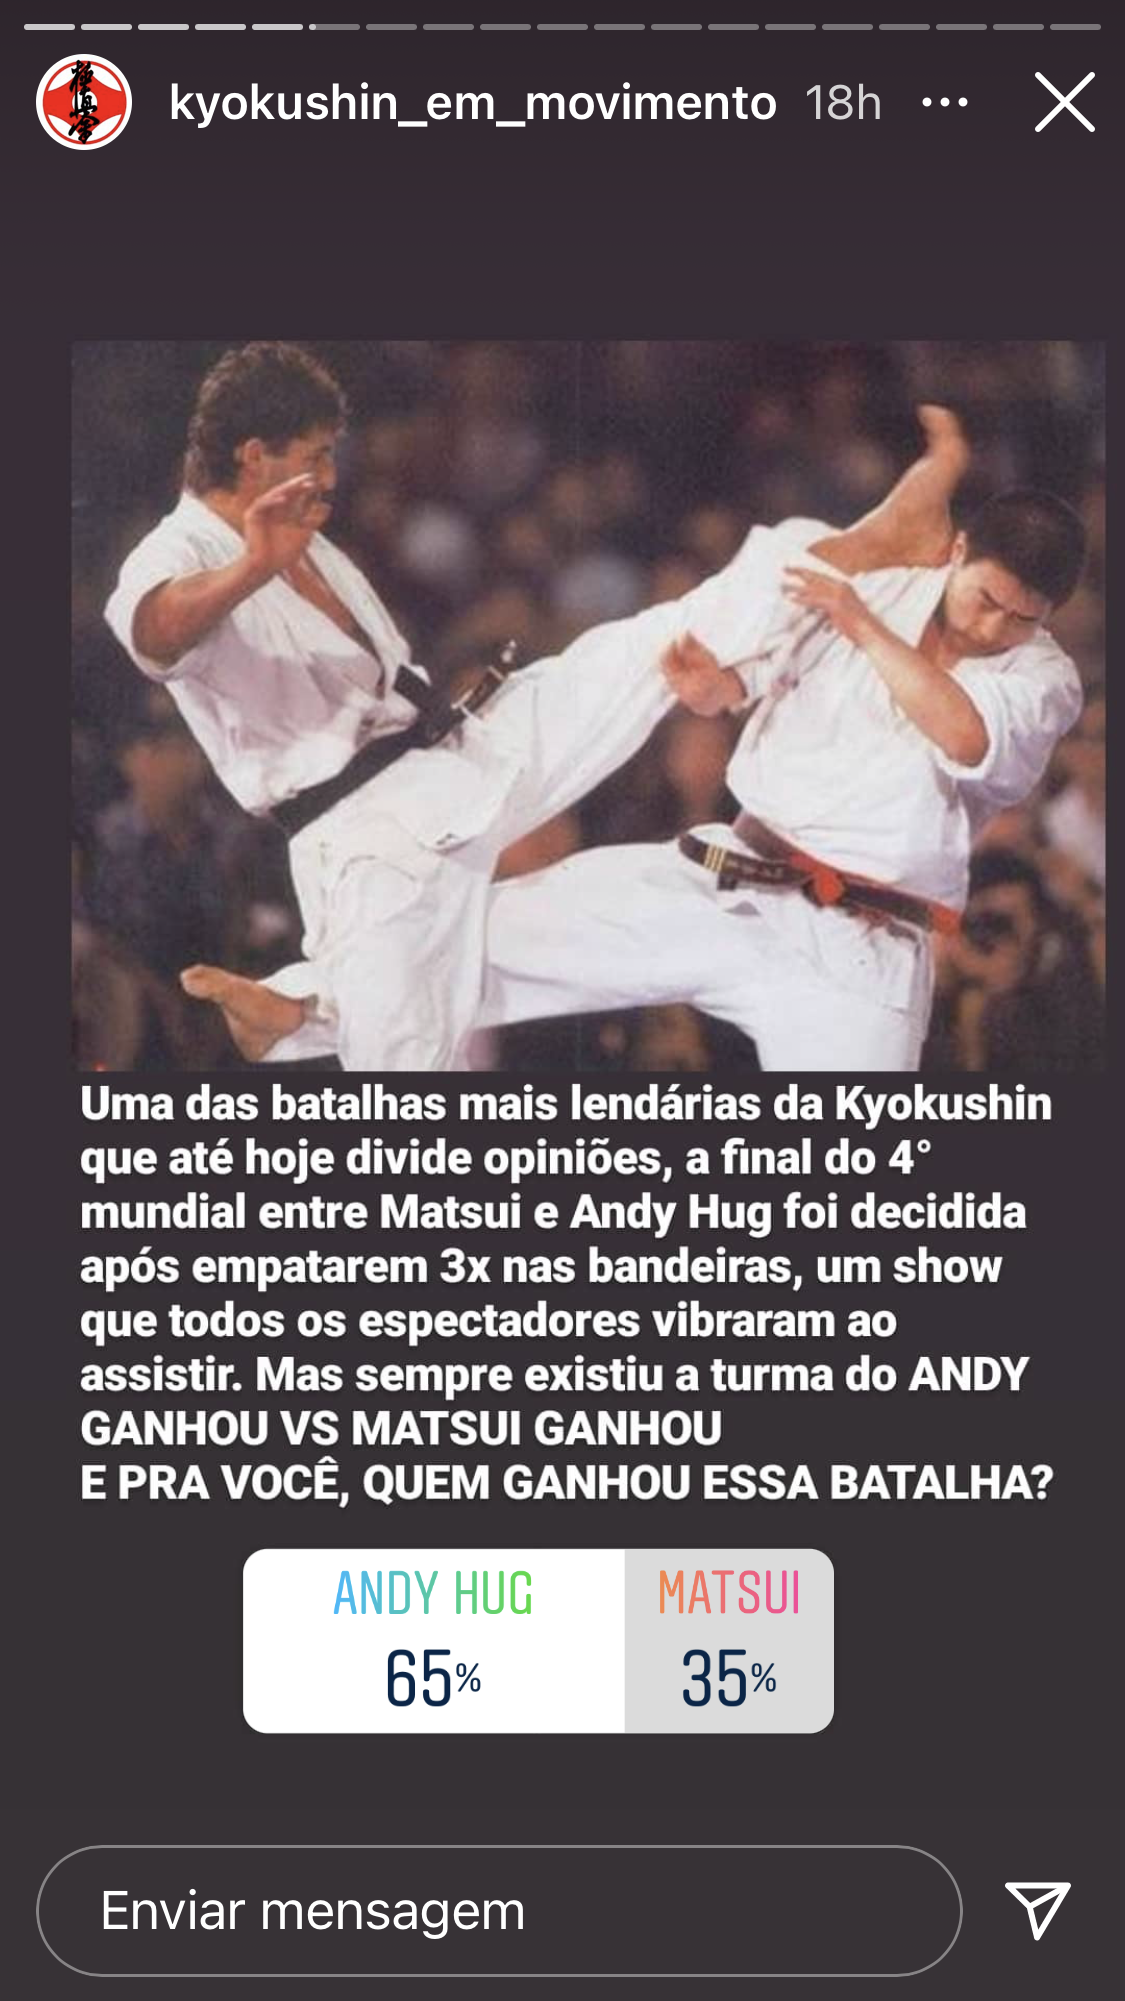 kyokushin_em_movimento 18h
極真会
Uma das batalhas mais lendárias da Kyokushin
que até hoje divide opiniões, a final do 4°
mundial entre Matsui e Andy Hug foi decidida
após empatarem 3x nas bandeiras, um show
que todos os espectadores vibraram ao
assistir. Mas sempre existiu a turma do ANDY
GANHOU VS MATSUI GANHOU
E PRA VOCÊ, QUEM GANHOU ESSA BATALHA?
ANDY HUG MATSUI
65% 35%
Enviar mensagem